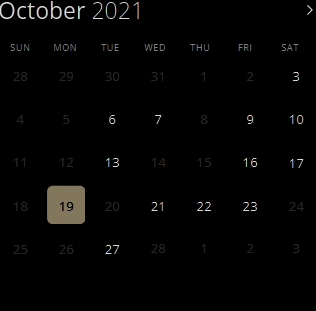 October 2021 >
SUN MON TUE WED THU FRI SAT
28 29 30 31 1 2 3
4 5 6 7 8 9 10
11 12 13 14 15 16 17
18 19 20 21 22 23 24
25 26 27 28 1 2 3